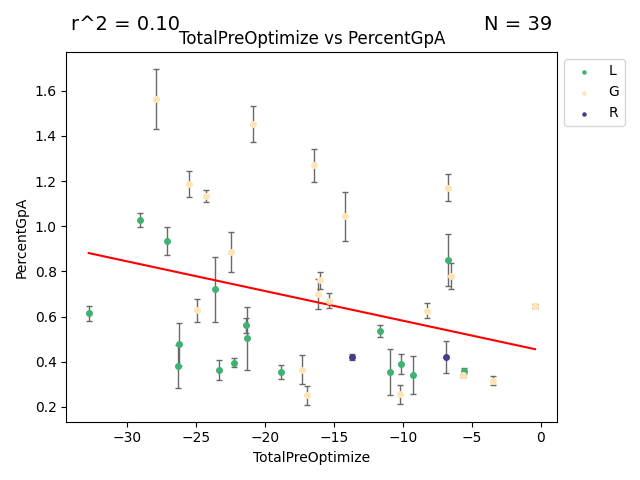 r^2 = 0.10
N = 39
TotalPreOptimize vs PercentGpA
L
G
R
PercentGpA
1.6
1.4
1.2
1.0
0.8
0.6
0.4
0.2
−30
−25
−20
−15
−10
−5
0
TotalPreOptimize